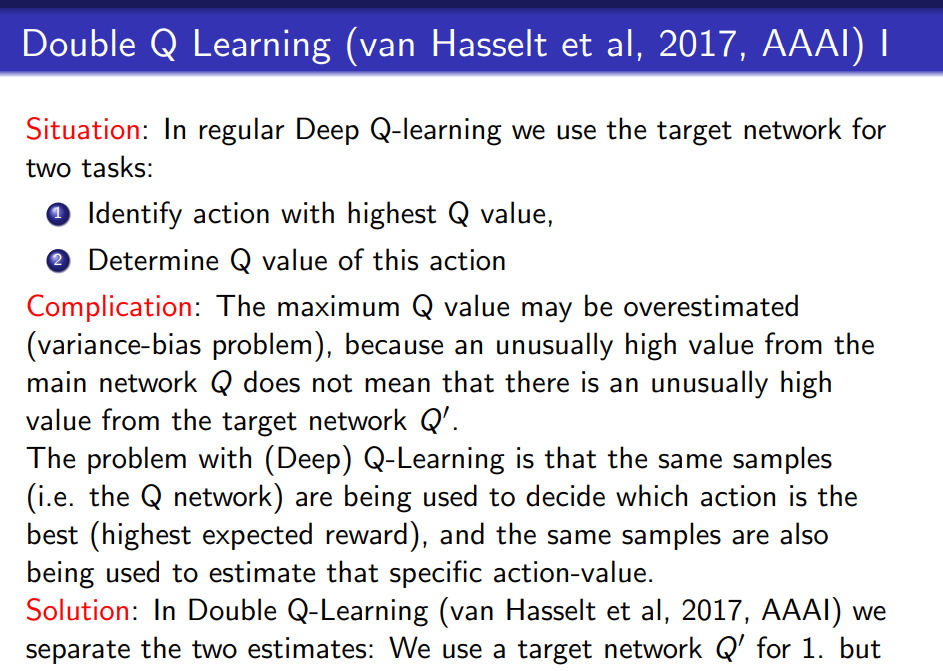 Double Q Learning (van Hasselt et al, 2017, AAAI) I
Situation: In regular Deep Q-learning we use the target network for
two tasks:
1 Identify action with highest Q value,
2 Determine Q value of this action
Complication: The maximum Q value may be overestimated
(variance-bias problem), because an unusually high value from the
main network Q does not mean that there is an unusually high
value from the target network Q′.
The problem with (Deep) Q-Learning is that the same samples
(i.e. the Q network) are being used to decide which action is the
best (highest expected reward), and the same samples are also
being used to estimate that specific action-value.
Solution: In Double Q-Learning (van Hasselt et al, 2017, AAAI) we
separate the two estimates: We use a target network Q′ for 1. but